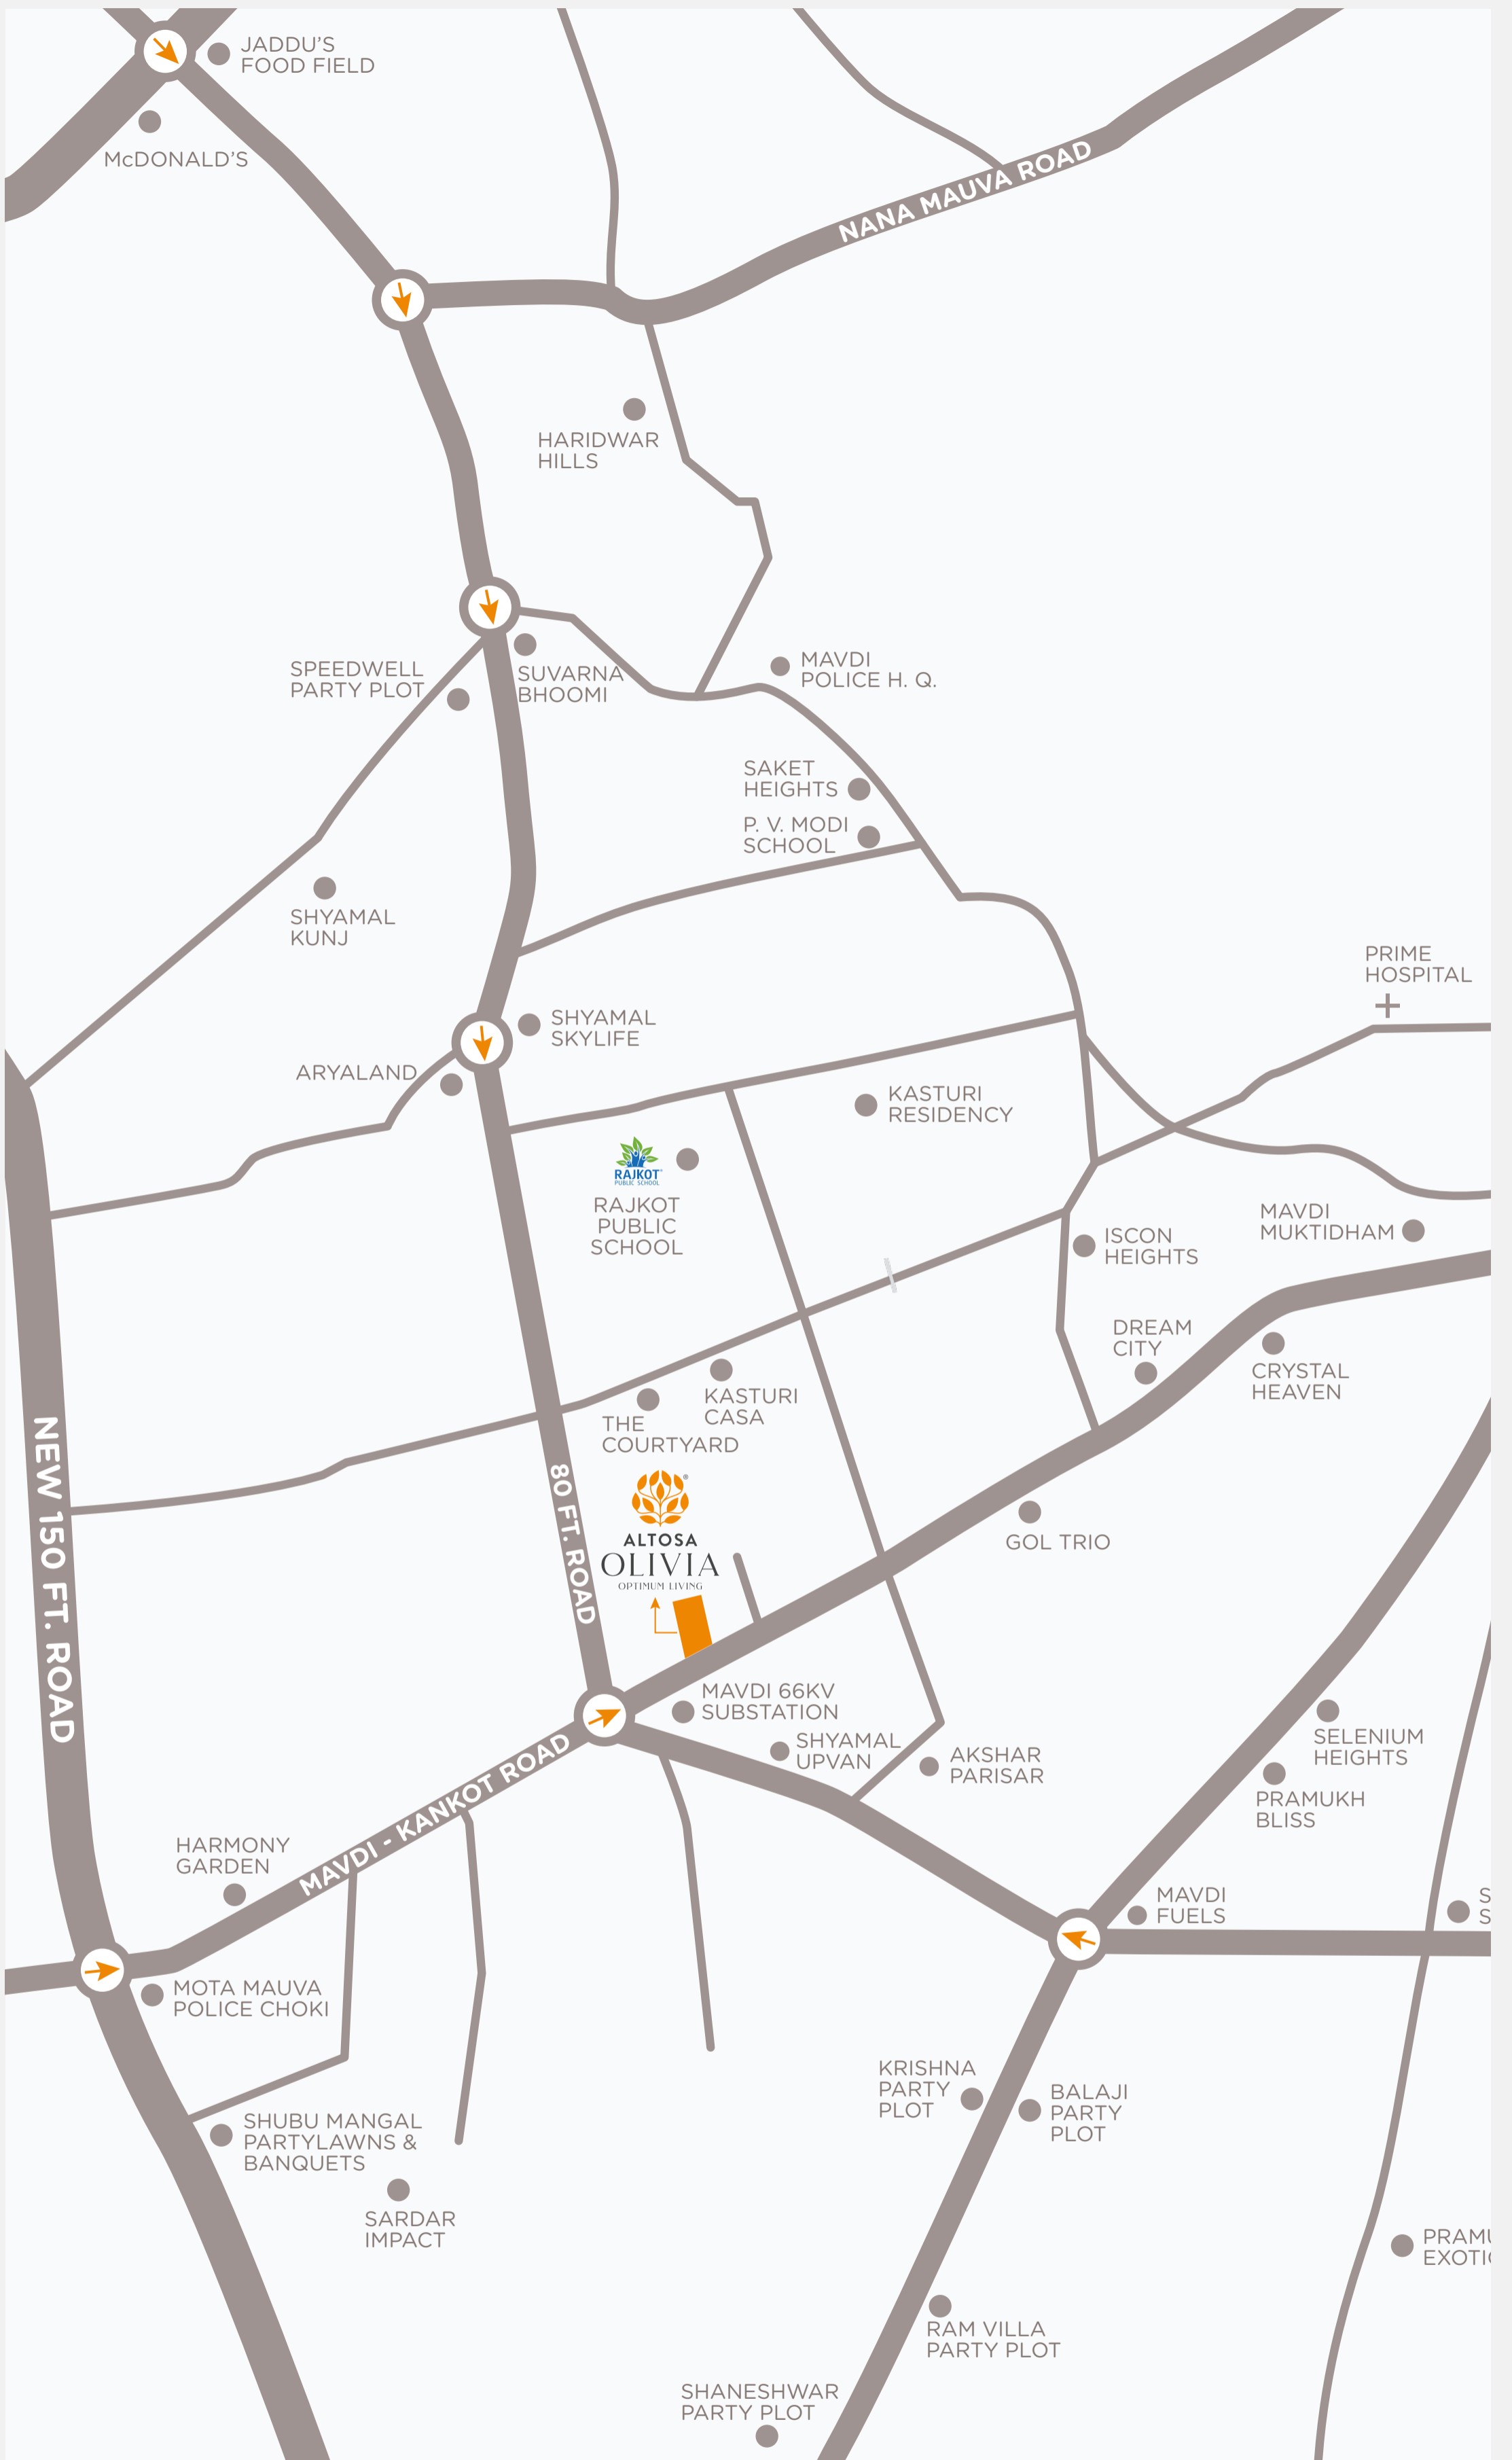 JADDU'S
FOOD FIELD
McDONALD'S
NANA MAUVA ROAD
HARIDWAR
HILLS
SPEEDWELL
PARTY PLOT
SUVARNA
BHOOMI
MAVDI
POLICE H. Q.
SAKET
HEIGHTS
P. V. MODI
SCHOOL
SHYAMAL
KUNJ
PRIME
HOSPITAL
SHYAMAL
SKYLIFE
ARYALAND
KASTURI
RESIDENCY
RAJKOT
PUBLIC SCHOOL
RAJKOT
PUBLIC
SCHOOL
MAVDI
MUKTIDHAM
ISCON
HEIGHTS
DREAM
CITY
CRYSTAL
HEAVEN
KASTURI
CASA
THE
COURTYARD
NEW 150 FT. ROAD
80 FT. ROAD
ALTOSA
OLIVIA
OPTIMUM LIVING
GOL TRIO
MAVDI 66KV
SUBSTATION
SHYAMAL
UPVAN
AKSHAR
PARISAR
SELENIUM
HEIGHTS
PRAMUKH
BLISS
MAVDI - KANKOT ROAD
HARMONY
GARDEN
MAVDI
FUELS
S
S
MOTA MAUVA
POLICE CHOKI
KRISHNA
PARTY
PLOT
BALAJI
PARTY
PLOT
SHUBU MANGAL
PARTYLAWNS &
BANQUETS
SARDAR
IMPACT
PRAMU
EXOTI
RAM VILLA
PARTY PLOT
SHANESHWAR
PARTY PLOT